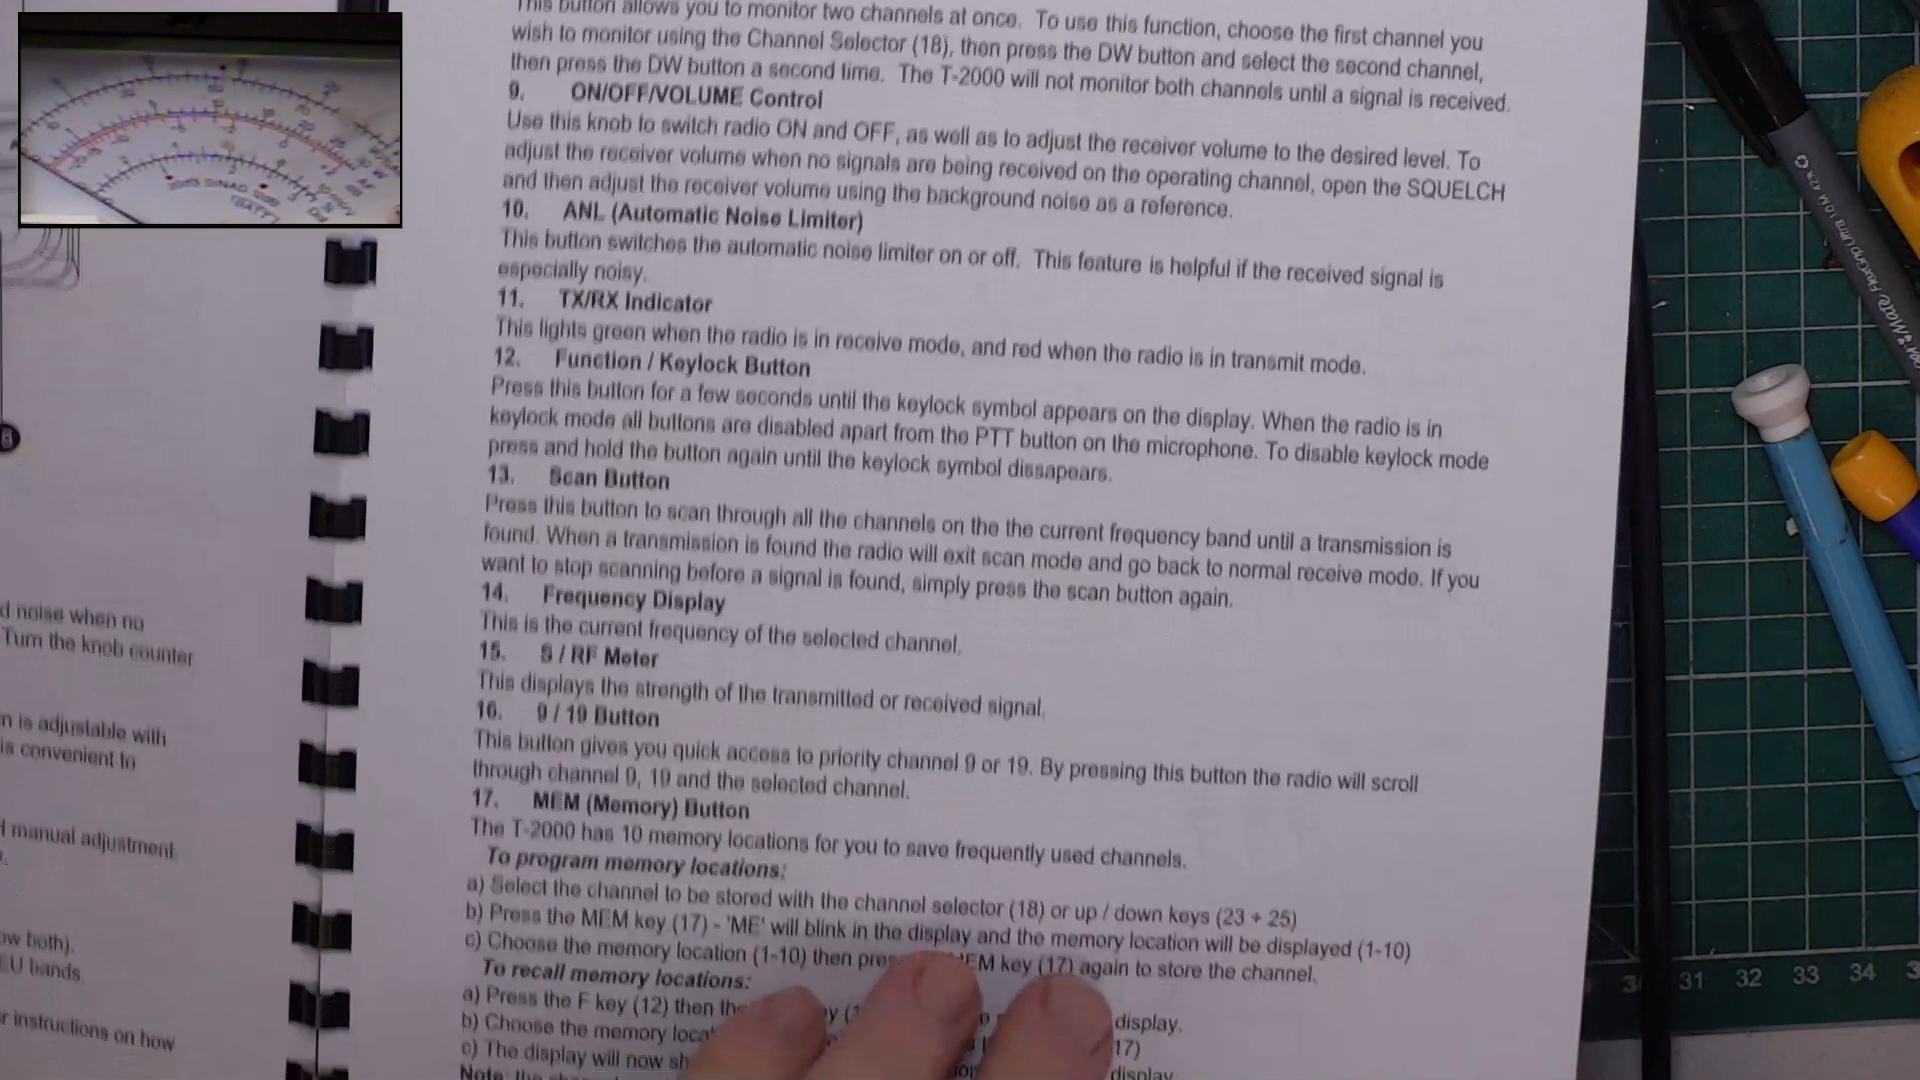 This button allows you to monitor two channels at once. To use this function, choose the first channel you
wish to monitor using the Channel Selector (18), then press the DW button and select the second channel,
then press the DW button a second time. The T-2000 will not monitor both channels until a signal is received.
9. ON/OFF/VOLUME Control
Use this knob to switch radio ON and OFF, as well as to adjust the receiver volume to the desired level. To
adjust the receiver volume when no signals are being received on the operating channel, open the SQUELCH
and then adjust the receiver volume using the background noise as a reference.
10. ANL (Automatic Noise Limiter)
This button switches the automatic noise limiter on or off. This feature is helpful if the received signal is
especially noisy.
11. TX/RX Indicator
This lights green when the radio is in receive mode, and red when the radio is in transmit mode.
12. Function / Keylock Button
Press this button for a few seconds until the keylock symbol appears on the display. When the radio is in
keylock mode all buttons are disabled apart from the PTT button on the microphone. To disable keylock mode
press and hold the button again until the keylock symbol dissapears.
13. Scan Button
Press this button to scan through all the channels on the the current frequency band until a transmission is
found. When a transmission is found the radio will exit scan mode and go back to normal receive mode. If you
want to stop scanning before a signal is found, simply press the scan button again.
14. Frequency Display
This is the current frequency of the selected channel.
15. S / RF Meter
This displays the strength of the transmitted or received signal.
16. 9 / 19 Button
This button gives you quick access to priority channel 9 or 19. By pressing this button the radio will scroll
through channel 9, 19 and the selected channel.
17. MEM (Memory) Button
The T-2000 has 10 memory locations for you to save frequently used channels.
To program memory locations:
a) Select the channel to be stored with the channel selector (18) or up / down keys (23 + 25)
b) Press the MEM key (17) - 'ME' will blink in the display and the memory location will be displayed (1-10)
c) Choose the memory location (1-10) then MEM key (17) again to store the channel.
To recall memory locations:
a) Press the F key (12) then display.
b) Choose the memory 17)
c) The display will now display
noise when no
Turn the knob counter
is adjustable with
is convenient to
manual adjustment
both).
EU bands
instructions on how
SINAD
(BATT)
31 32 33 34